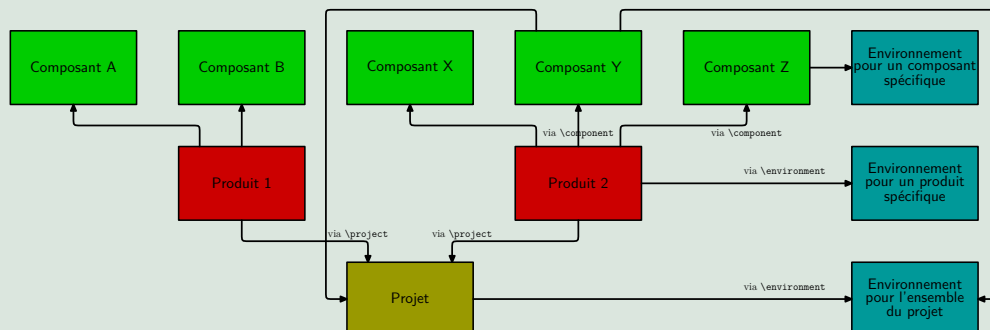 Composant A
Composant B
Composant X
Composant Y
Composant Z
Environnement
pour un composant
spécifique
via \component
via \component
Produit 1
Produit 2
via \environment
Environnement
pour un produit
spécifique
via \project
via \project
Projet
via \environment
Environnement
pour l'ensemble
du projet